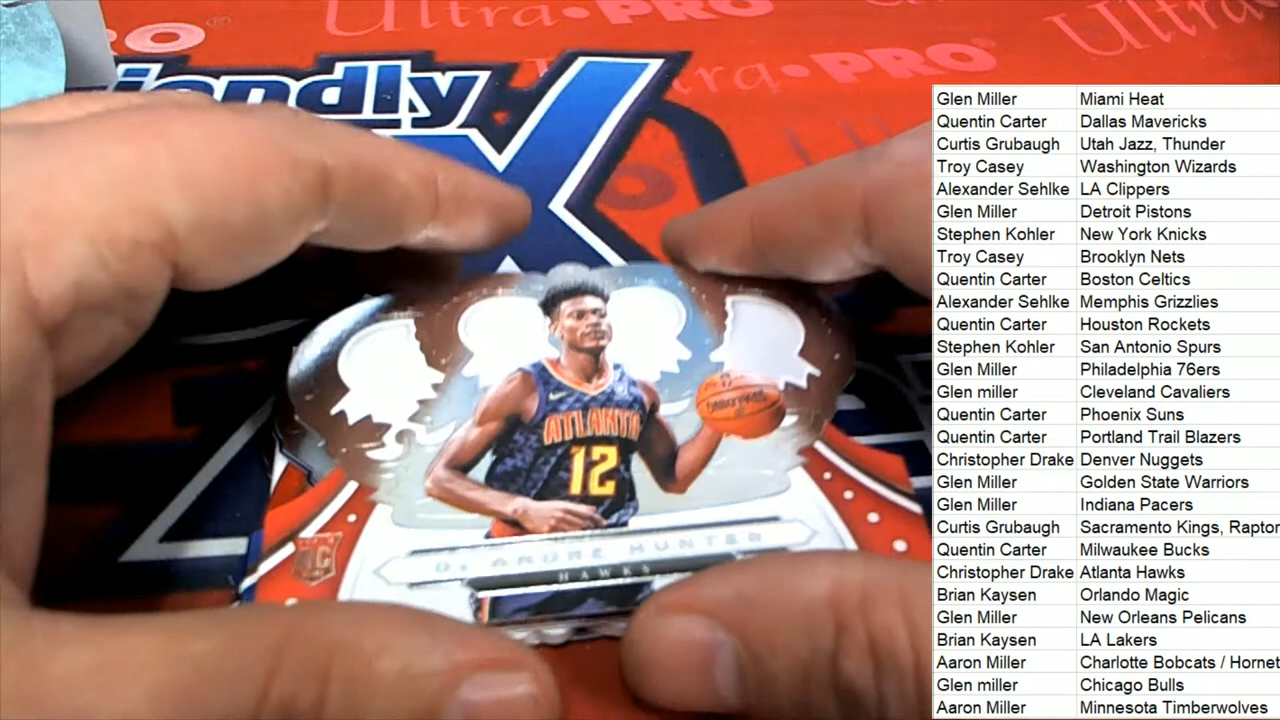 Ultra•PRO
RO
Ultra
Ultra•PRO
iendly
ATLANTA
12
RC
DE ANDRE HUNTER
HAWKS
Glen Miller Miami Heat
Quentin Carter Dallas Mavericks
Curtis Grubaugh Utah Jazz, Thunder
Troy Casey Washington Wizards
Alexander Sehlke LA Clippers
Glen Miller Detroit Pistons
Stephen Kohler New York Knicks
Troy Casey Brooklyn Nets
Quentin Carter Boston Celtics
Alexander Sehlke Memphis Grizzlies
Quentin Carter Houston Rockets
Stephen Kohler San Antonio Spurs
Glen Miller Philadelphia 76ers
Glen miller Cleveland Cavaliers
Quentin Carter Phoenix Suns
Quentin Carter Portland Trail Blazers
Christopher Drake Denver Nuggets
Glen Miller Golden State Warriors
Glen Miller Indiana Pacers
Curtis Grubaugh Sacramento Kings, Raptor
Quentin Carter Milwaukee Bucks
Christopher Drake Atlanta Hawks
Brian Kaysen Orlando Magic
Glen Miller New Orleans Pelicans
Brian Kaysen LA Lakers
Aaron Miller Charlotte Bobcats / Hornet
Glen miller Chicago Bulls
Aaron Miller Minnesota Timberwolves